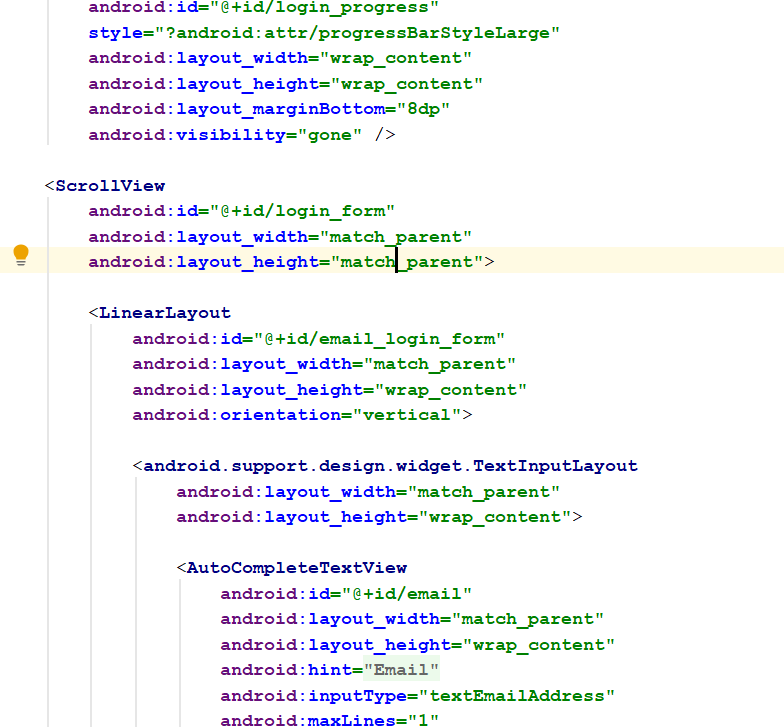 android:id="@+id/login_progress"
style="?android:attr/progressBarStyleLarge"
android:layout_width="wrap_content"
android:layout_height="wrap_content"
android:layout_marginBottom="8dp"
android:visibility="gone" />
<ScrollView
android:id="@+id/login_form"
android:layout_width="match_parent"
android:layout_height="match_parent">
<LinearLayout
android:id="@+id/email_login_form"
android:layout_width="match_parent"
android:layout_height="wrap_content"
android:orientation="vertical">
<android.support.design.widget.TextInputLayout
android:layout_width="match_parent"
android:layout_height="wrap_content">
<AutoCompleteTextView
android:id="@+id/email"
android:layout_width="match_parent"
android:layout_height="wrap_content"
android:hint="Email"
android:inputType="textEmailAddress"
android:maxLines="1"